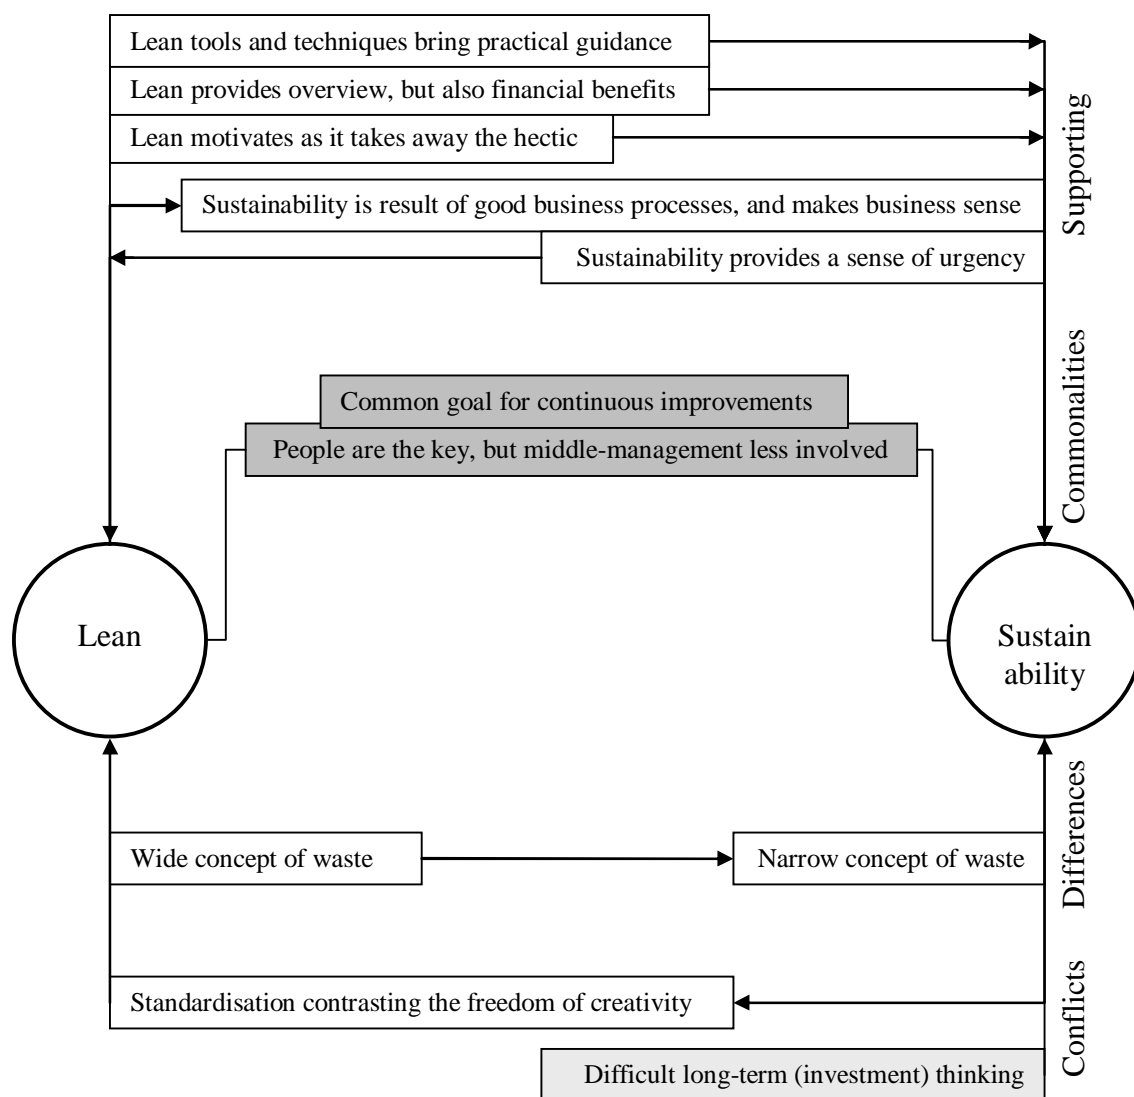 Lean tools and techniques bring practical guidance
Lean provides overview, but also financial benefits
Lean motivates as it takes away the hectic
Sustainability is result of good business processes, and makes business sense
Sustainability provides a sense of urgency
Supporting
Common goal for continuous improvements
People are the key, but middle-management less involved
Commonalities
Lean
Sustain
ability
Wide concept of waste
Narrow concept of waste
Differences
Standardisation contrasting the freedom of creativity
Difficult long-term (investment) thinking
Conflicts